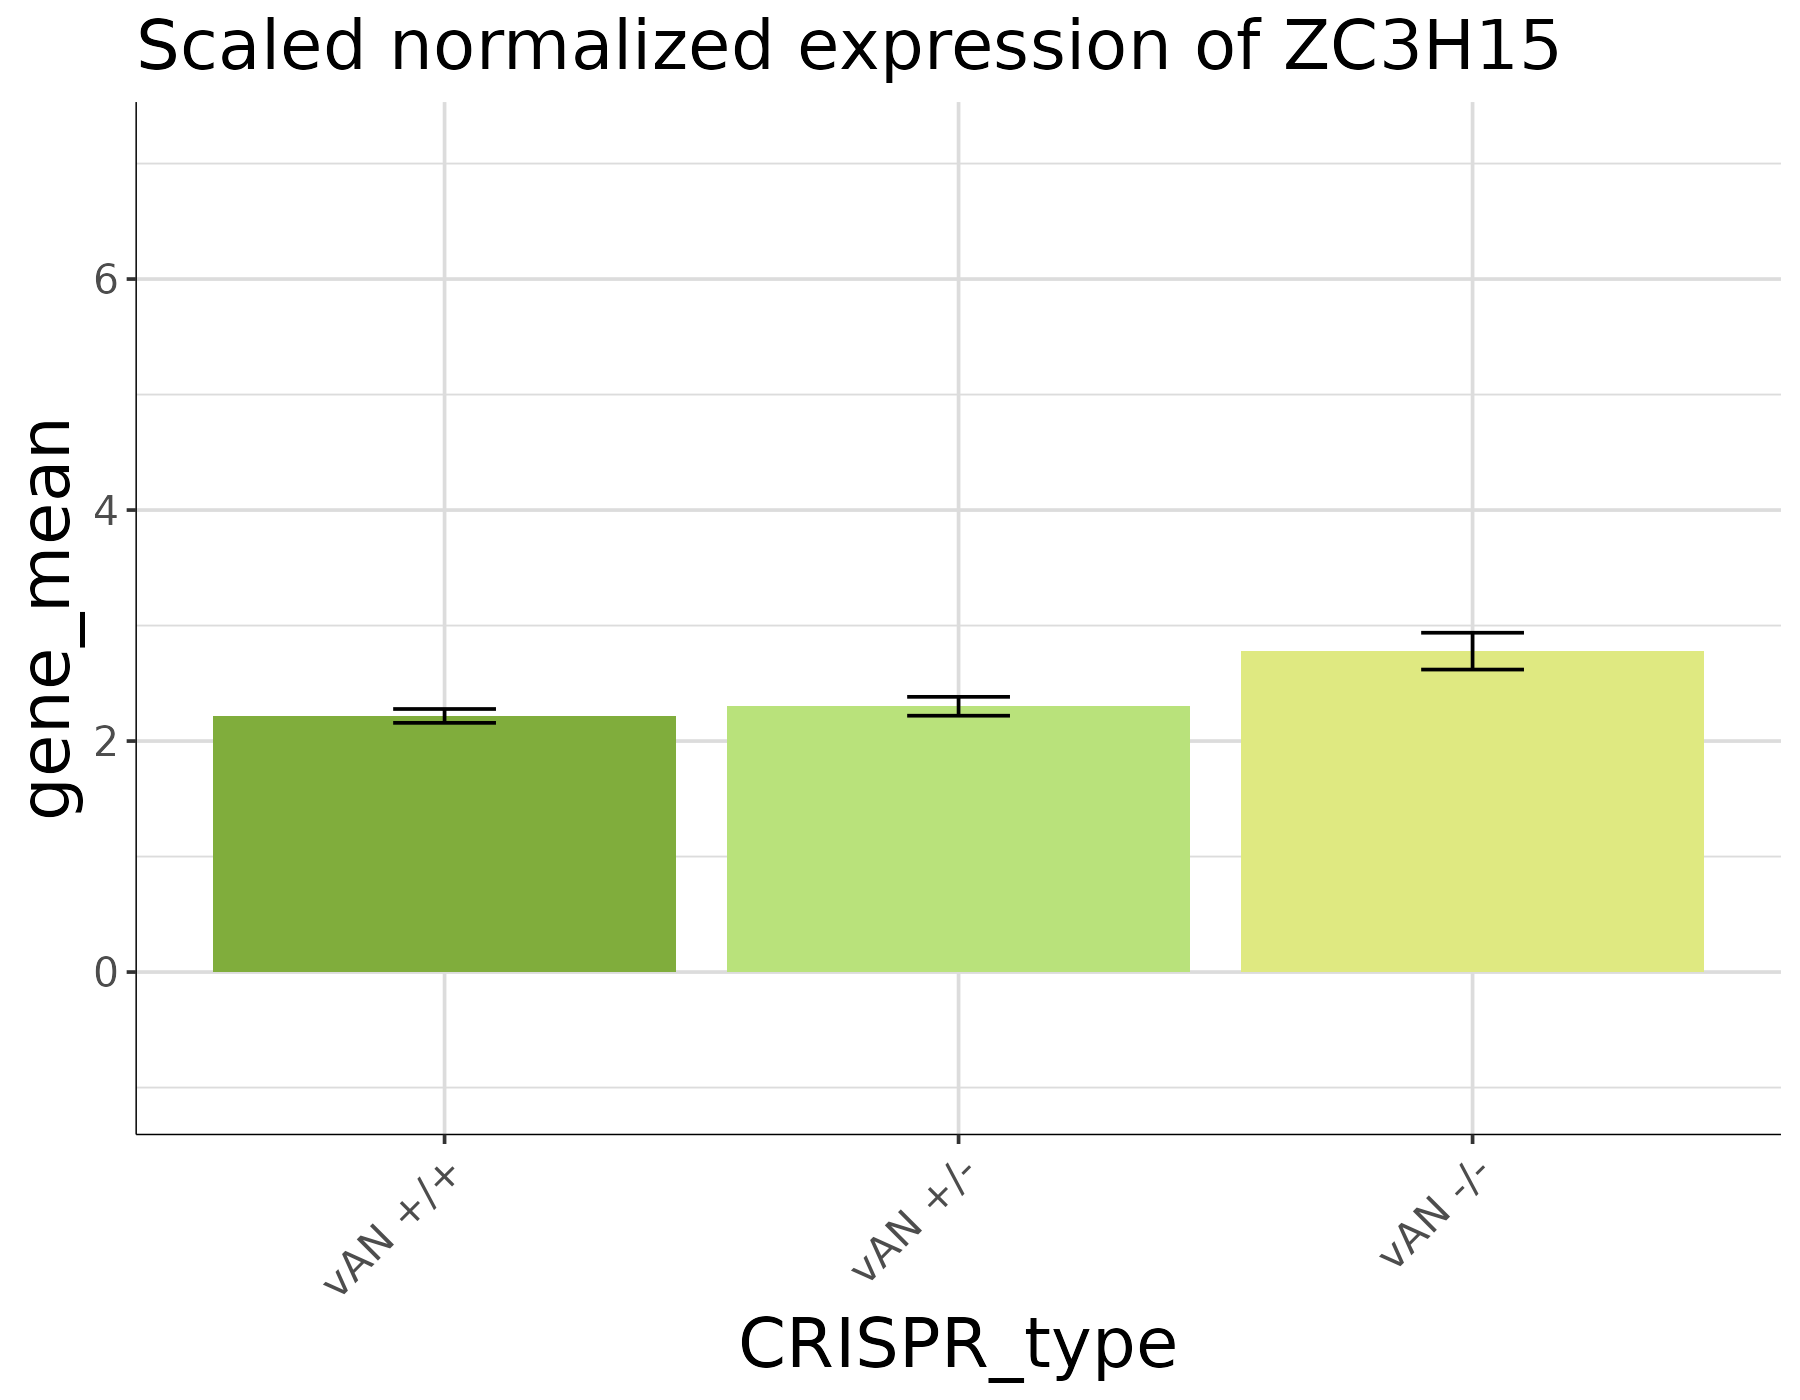 Scaled normalized expression of ZC3H15
gene_mean
6
4
2
0
vAN +/+
vAN +/-
vAN -/-
CRISPR_type